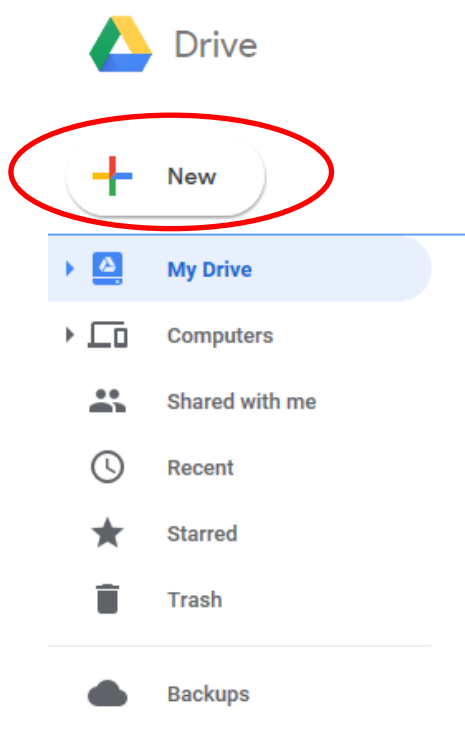 Drive
New
My Drive
Computers
Shared with me
Recent
Starred
Trash
Backups